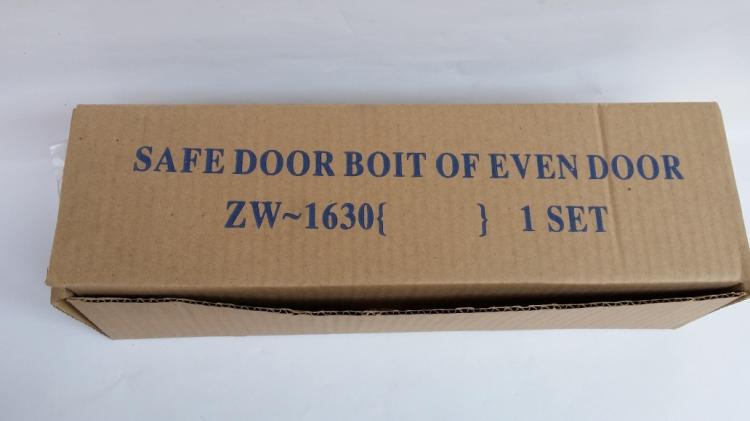 SAFE DOOR BOIT OF EVEN DOOR
ZW~1630{ } 1 SET